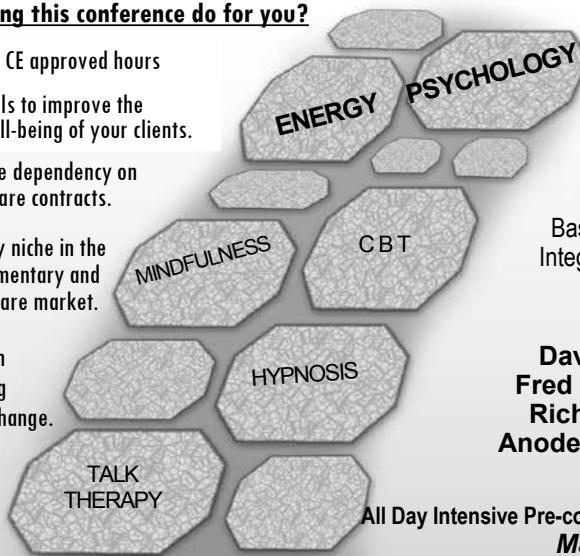 ng this conference do for you?
CE approved hours
ls to improve the
ll-being of your clients.
e dependency on
are contracts.
y niche in the
mentary and
are market.
n
g
hange.
ENERGY
PSYCHOLOGY
MINDFULNESS
CBT
HYPNOSIS
TALK
THERAPY
Bas
Integ
Dav
Fred
Rich
Anode
All Day Intensive Pre-co
Ma